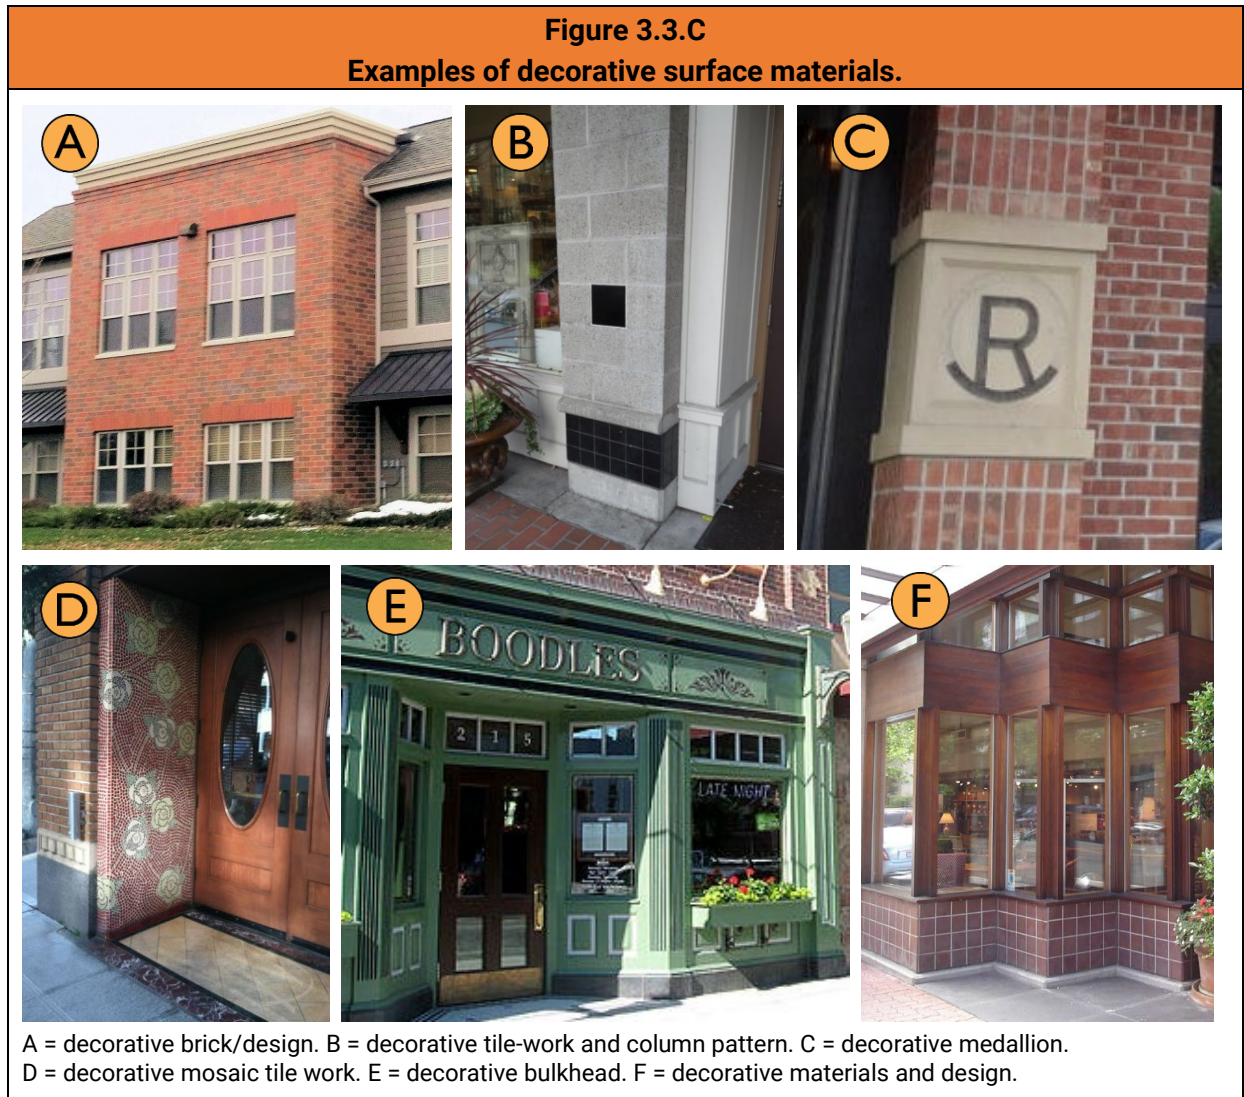 Figure 3.3.C
Examples of decorative surface materials.
A
B
C
R
D
E
BOODLES
2 1 5
LATE NIGHT
F
A = decorative brick/design. B = decorative tile-work and column pattern. C = decorative medallion.
D = decorative mosaic tile work. E = decorative bulkhead. F = decorative materials and design.